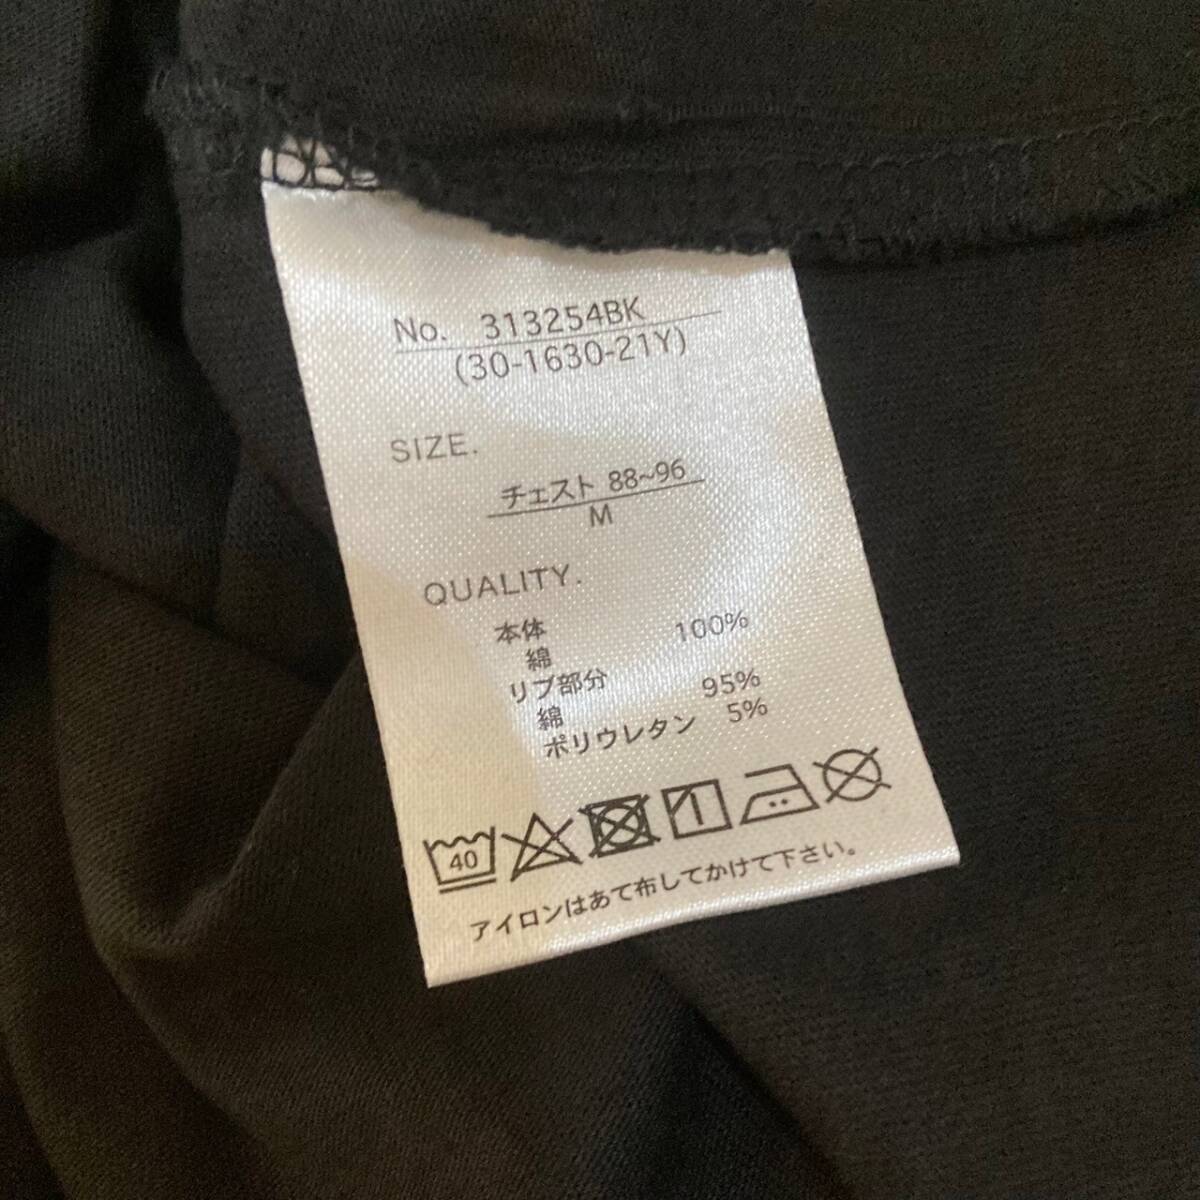 No. 313254BK
(30-1630-21Y)
SIZE.
チェスト 88~96
M
QUALITY.
本体
綿 100%
リブ部分
綿 95%
ポリウレタン 5%
40
アイロンはあて布してかけて下さい。